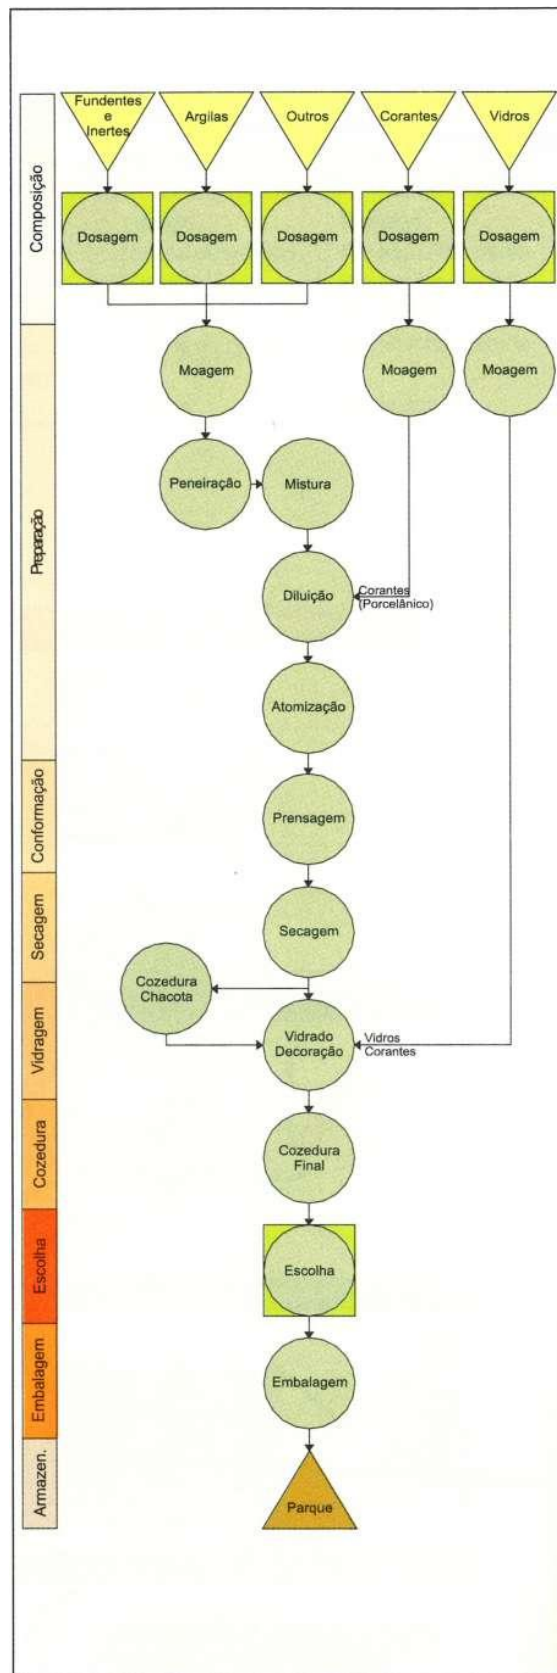 Fundentes
e
Inertes
Argilas
Outros
Corantes
Vidros
Composição
Dosagem
Dosagem
Dosagem
Dosagem
Dosagem
Preparação
Moagem
Moagem
Moagem
Peneiração
Mistura
Diluição
Corantes
(Porcelânico)
Atomização
Conformação
Prensagem
Secagem
Secagem
Vidragem
Cozedura
Chacota
Vidrado
Decoração
Vidros
Corantes
Cozedura
Cozedura
Final
Escolha
Escolha
Embalagem
Embalagem
Armazen.
Parque